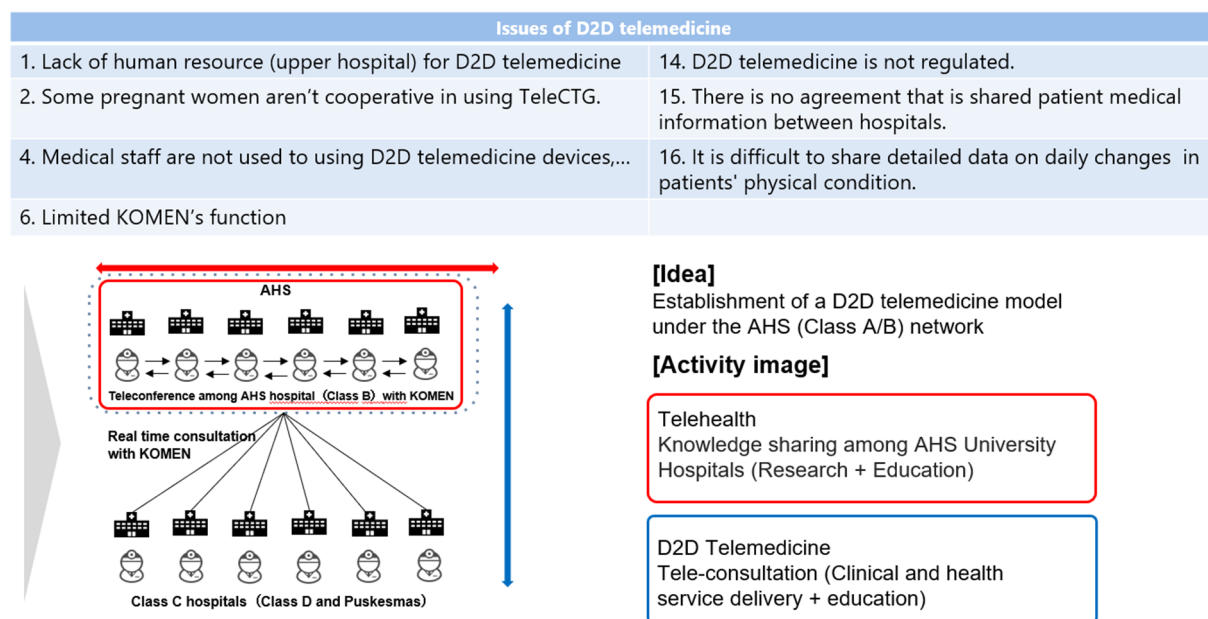 Issues of D2D telemedicine
1. Lack of human resource (upper hospital) for D2D telemedicine
14. D2D telemedicine is not regulated.
2. Some pregnant women aren’t cooperative in using TeleCTG.
15. There is no agreement that is shared patient medical
information between hospitals.
4. Medical staff are not used to using D2D telemedicine devices,...
16. It is difficult to share detailed data on daily changes in
patients' physical condition.
6. Limited KOMEN’s function
AHS
Teleconference among AHS hospital（Class B）with KOMEN
Real time consultation
with KOMEN
Class C hospitals（Class D and Puskesmas）
[Idea]
Establishment of a D2D telemedicine model
under the AHS (Class A/B) network
[Activity image]
Telehealth
Knowledge sharing among AHS University
Hospitals (Research + Education)
D2D Telemedicine
Tele-consultation (Clinical and health
service delivery + education)